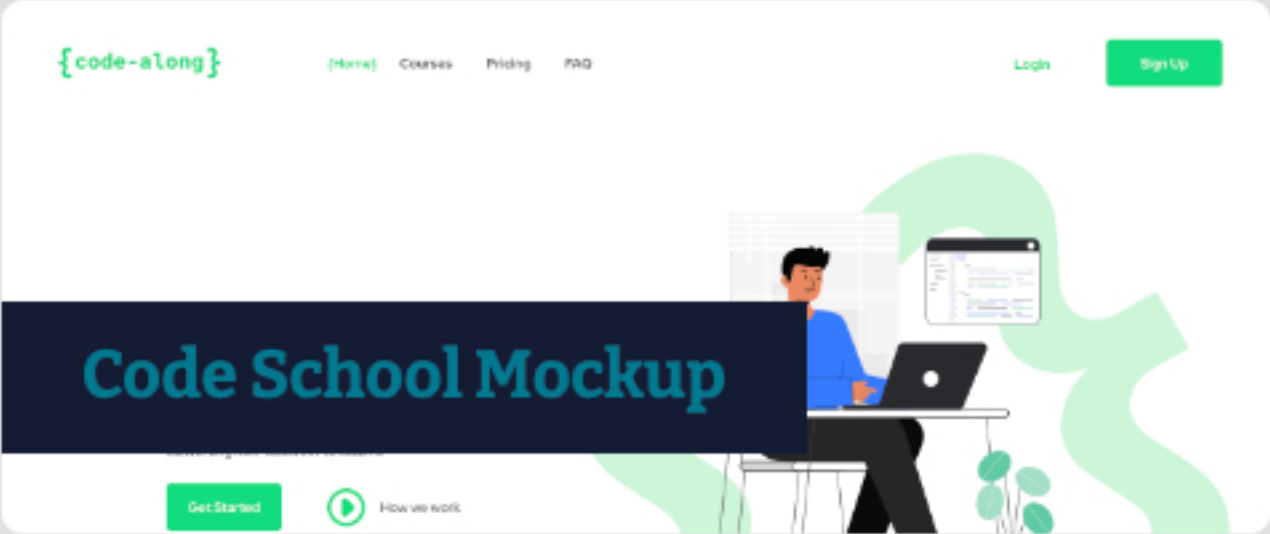 {code-along}
{Home} Courses Pricing FAQ
Login
Sign Up
Code School Mockup
Get Started
How we work